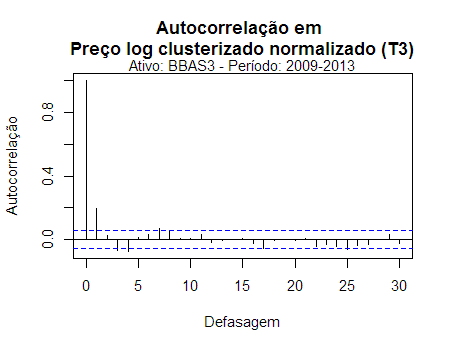 Autocorrelação em
Preço log clusterizado normalizado (T3)
Ativo: BBAS3 - Período: 2009-2013
Autocorrelação
0.8
0.4
0.0
0 5 10 15 20 25 30
Defasagem